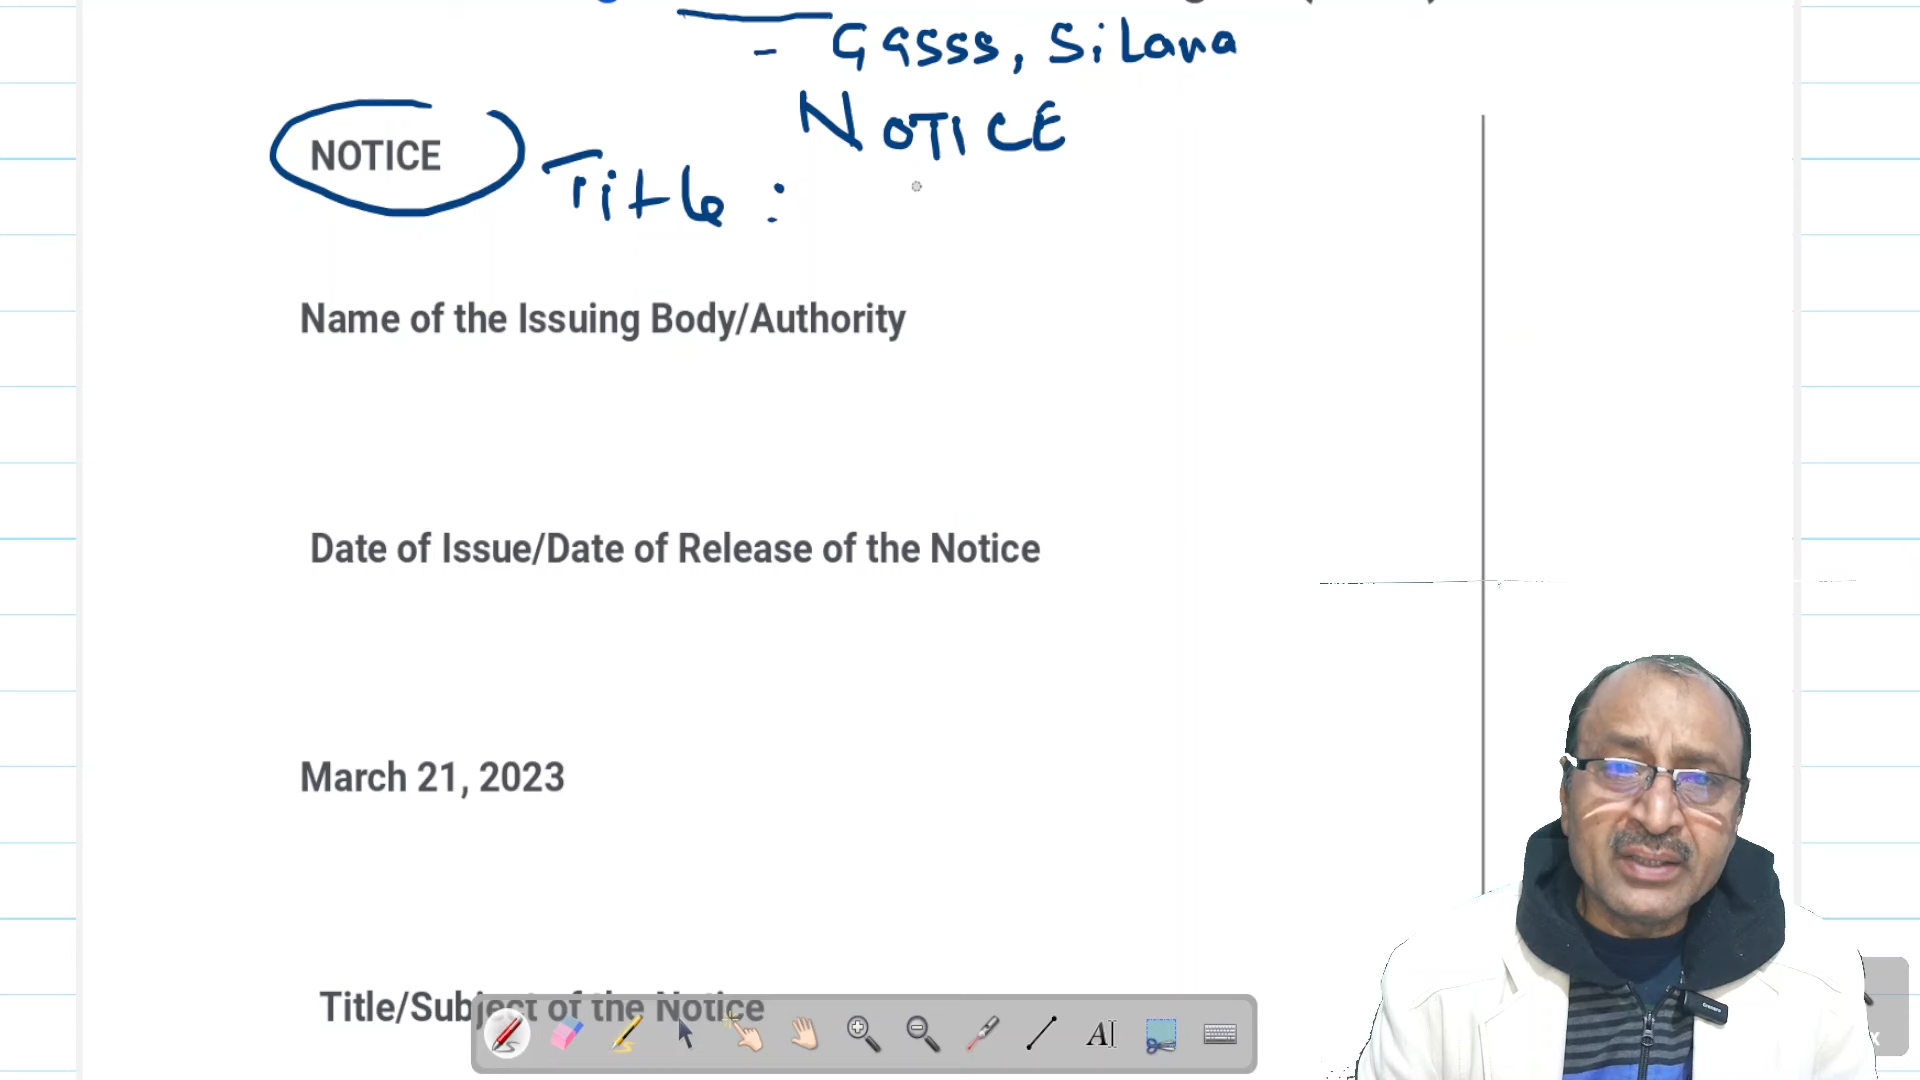 - GGSSS, Silana
NOTICE
NOTICE
Title :
Name of the Issuing Body/Authority
Date of Issue/Date of Release of the Notice
March 21, 2023
Title/Subject of the Notice
A